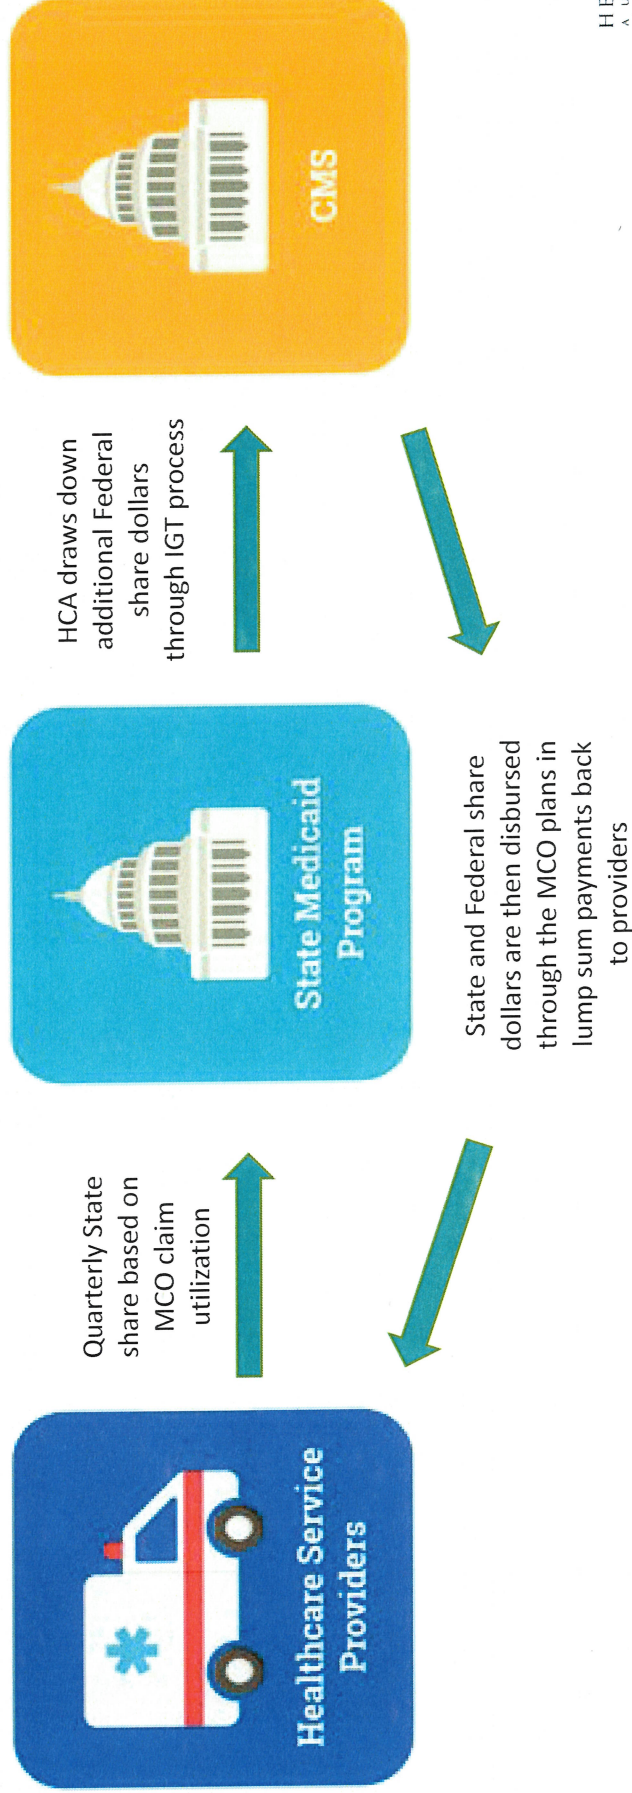 Healthcare Service
Providers
Quarterly State
share based on
MCO claim
utilization
State Medicaid
Program
HCA draws down
additional Federal
share dollars
through IGT process
CMS
State and Federal share
dollars are then disbursed
through the MCO plans in
lump sum payments back
to providers